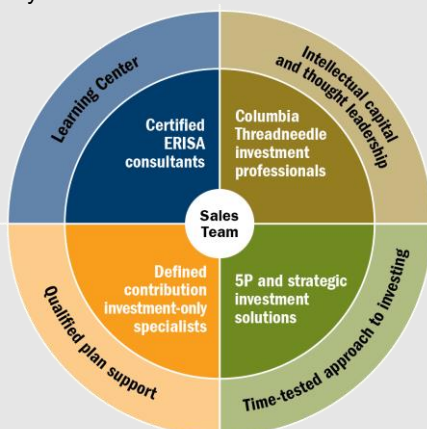 Learning Center
Intellectual capital
and thought leadership
Certified
ERISA
consultants
Columbia
Threadneedle
investment
professionals
Sales
Team
Defined
contribution
investment-only
specialists
5P and strategic
investment
solutions
Qualified plan support
Time-tested approach to investing